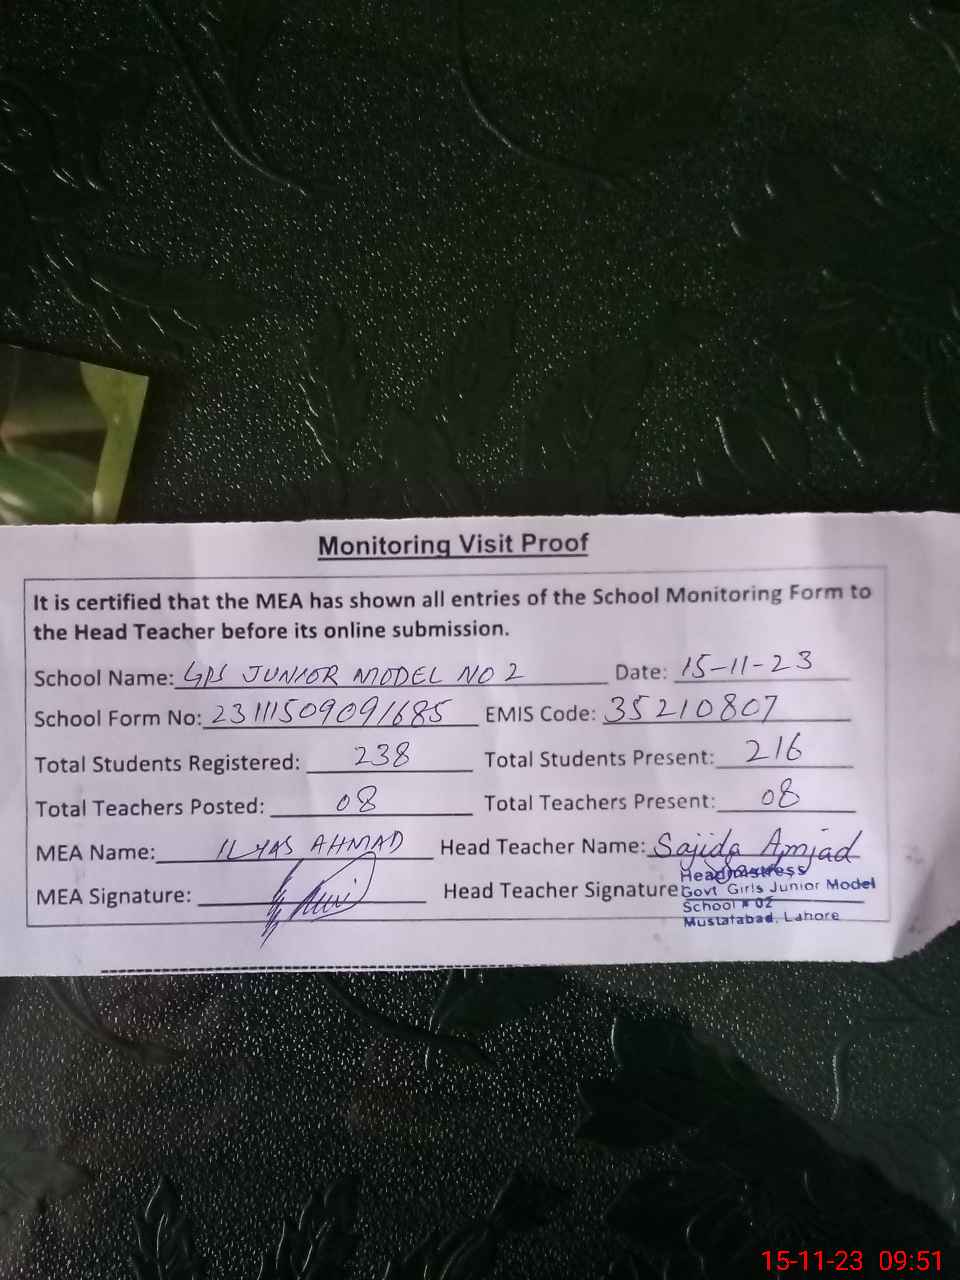 Monitoring Visit Proof
It is certified that the MEA has shown all entries of the School Monitoring Form to
the Head Teacher before its online submission.
School Name: GPS JUNIOR MODEL NO 2 Date: 15-11-23
School Form No: 23111509091685 EMIS Code: 35210807
Total Students Registered: 238 Total Students Present: 216
Total Teachers Posted: 08 Total Teachers Present: 08
MEA Name: ILYAS AHMAD Head Teacher Name: Sajida Amjad
MEA Signature: Head Teacher Signature
Headmistress
Govt Girls Junior Model
School # 02
Mustafabad, Lahore
15-11-23 09:51